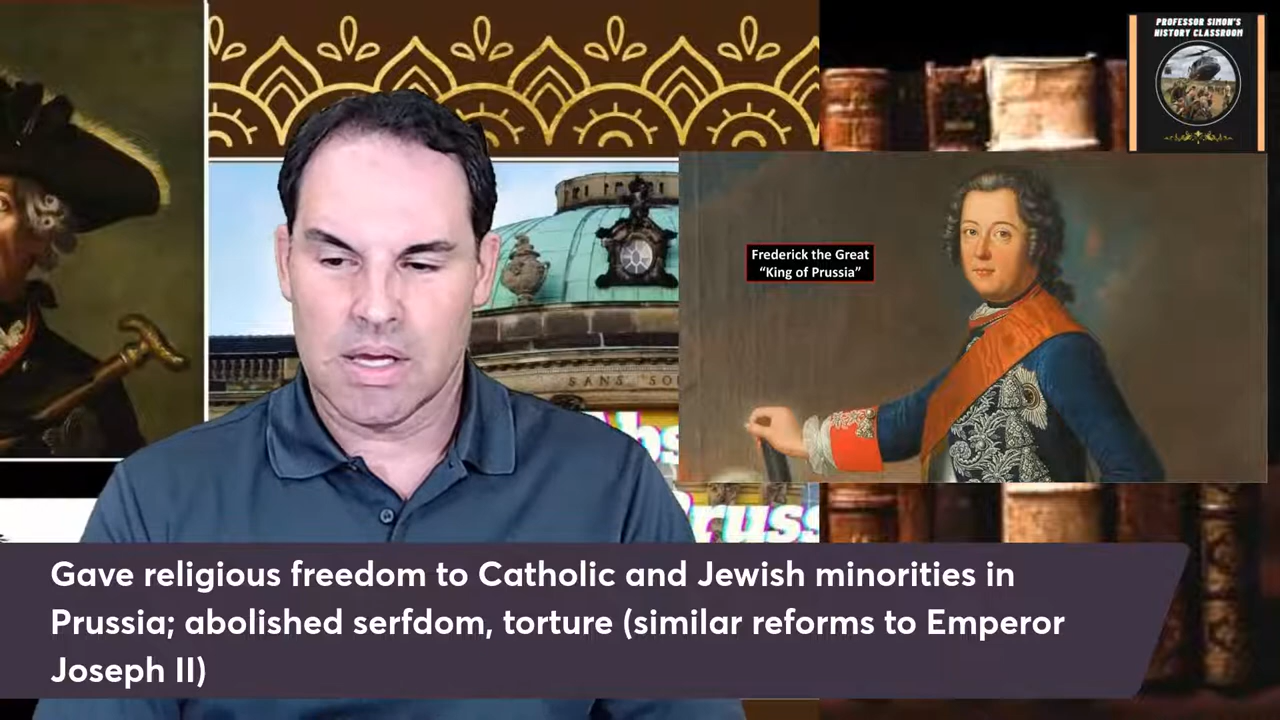 PROFESSOR SIMON'S
HISTORY CLASSROOM
Frederick the Great
“King of Prussia”
SANS SOU
Gave religious freedom to Catholic and Jewish minorities in
Prussia; abolished serfdom, torture (similar reforms to Emperor
Joseph II)